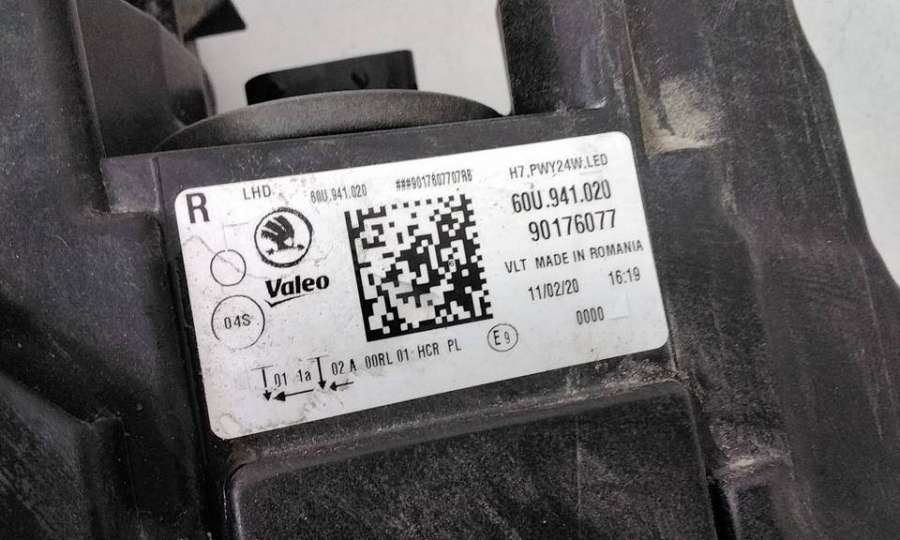 R LHD 60U.941.020 ###9017607707R8 H7,PWY24W,LED
60U.941.020
90176077
Valeo
VLT MADE IN ROMANIA
11/02/20 16:19
04S
0000
01 1a 02 A 00RL 01 HCR PL E9